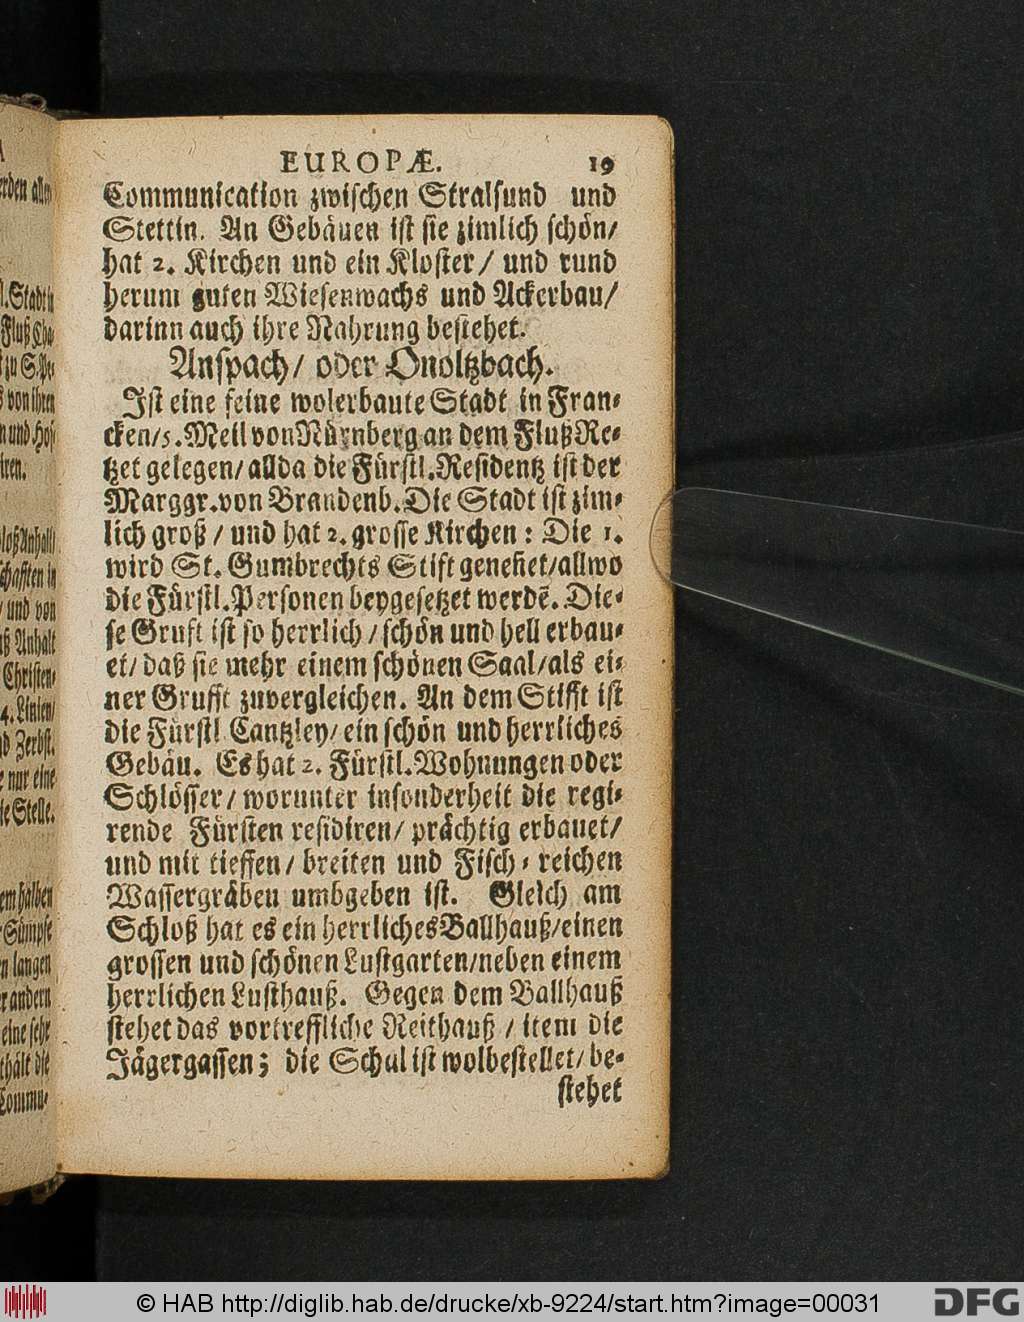 EUROPÆ. 19
Communication zwischen Stralsund und
Stettin. An Gebäuen ist sie zimlich schön/
hat 2. Kirchen und ein Kloster/ und rund
herum guten Wiesenwachs und Ackerbau/
darinn auch ihre Nahrung bestehet.
Anspach/ oder Onoltzbach.
Ist eine feine wolerbaute Stadt in Fran-
cken/5. Meil von Nürnberg an dem Fluß Re-
tzet gelegen/ allda die Fürstl. Residentz ist der
Marggr. von Brandenb. Die Stadt ist zim-
lich groß/ und hat 2. grosse Kirchen: Die 1.
wird St. Gumbrechts Stift genenet/allwo
die Fürstl. Personen beygesetzet werdẽ. Die-
se Gruft ist so herrlich/ schön und hell erbau-
et/ daß sie mehr einem schönen Saal/als ei-
ner Grufft zuvergleichen. An dem Stifft ist
die Fürstl Cantzley/ ein schön und herrliches
Gebäu. Es hat 2. Fürstl. Wohnungen oder
Schlösser/ worunter insonderheit die regi-
rende Fürsten residiren/ prächtig erbauet/
und mit tieffen/ breiten und Fisch-reichen
Wassergräben umbgeben ist. Gleich am
Schloß hat es ein herrliches Ballhauß/einen
grossen und schönen Lustgarten/neben einem
herrlichen Lusthauß. Gegen dem Ballhauß
stehet das vortreffliche Reithauß/ item die
Jägergassen; die Schul ist wolbestellet/ be-
stehet
© HAB http://diglib.hab.de/drucke/xb-9224/start.htm?image=00031
DFG